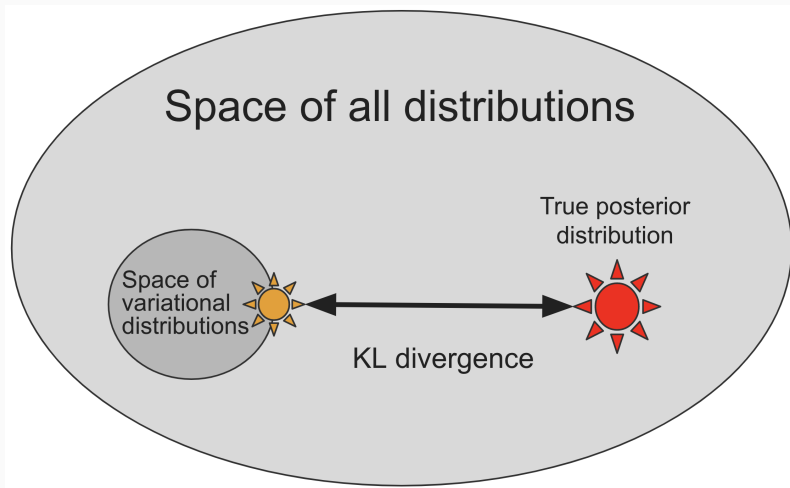 Space of all distributions
True posterior
distribution
Space of
variational
distributions
KL divergence